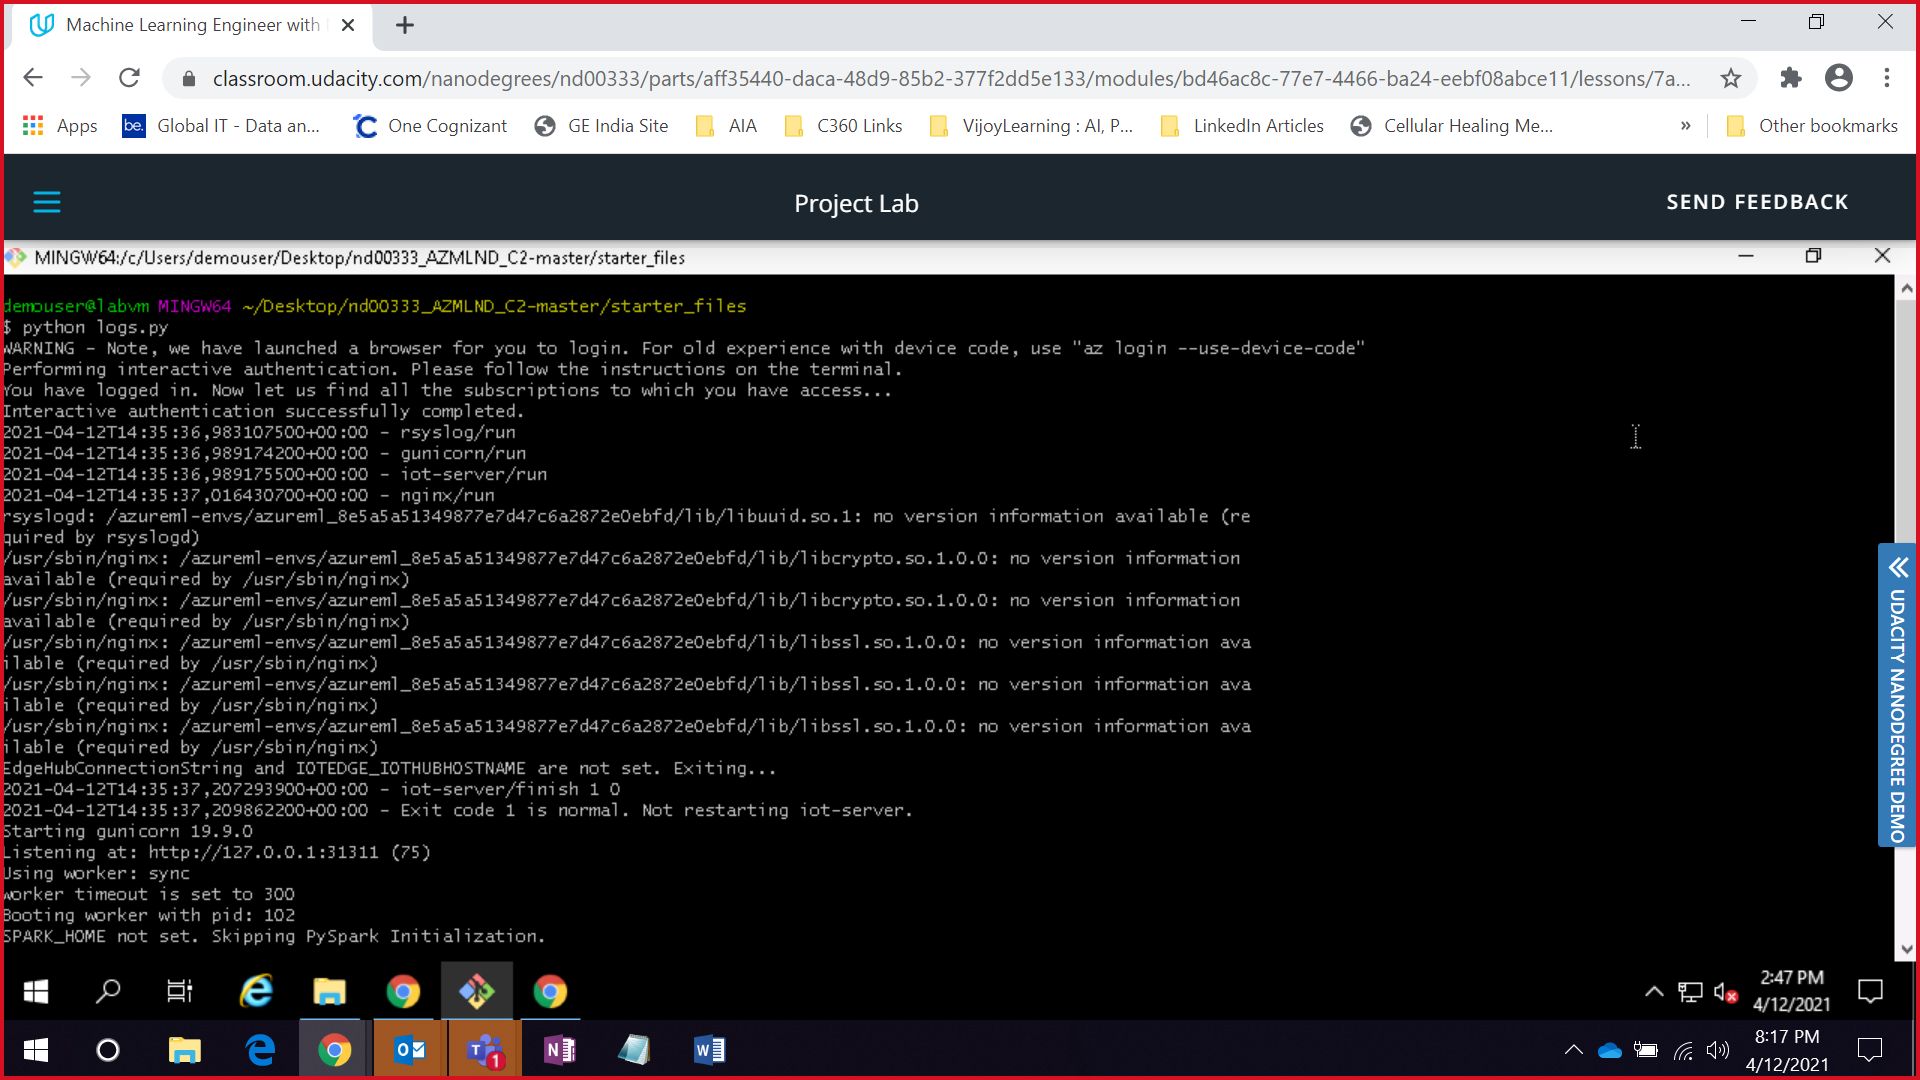 Machine Learning Engineer with
classroom.udacity.com/nanodegrees/nd00333/parts/aff35440-daca-48d9-85b2-377f2dd5e133/modules/bd46ac8c-77e7-4466-ba24-eebf08abce11/lessons/7a...
Apps be. Global IT - Data an... One Cognizant GE India Site AIA C360 Links VijoyLearning : AI, P... LinkedIn Articles Cellular Healing Me... » Other bookmarks
Project Lab
SEND FEEDBACK
MINGW64:/c/Users/demouser/Desktop/nd00333_AZMLND_C2-master/starter_files
demouser@labvm MINGW64 ~/Desktop/nd00333_AZMLND_C2-master/starter_files
$ python logs.py
WARNING - Note, we have launched a browser for you to login. For old experience with device code, use "az login --use-device-code"
Performing interactive authentication. Please follow the instructions on the terminal.
You have logged in. Now let us find all the subscriptions to which you have access...
Interactive authentication successfully completed.
2021-04-12T14:35:36,983107500+00:00 - rsyslog/run
2021-04-12T14:35:36,989174200+00:00 - gunicorn/run
2021-04-12T14:35:36,989175500+00:00 - iot-server/run
2021-04-12T14:35:37,016430700+00:00 - nginx/run
rsyslogd: /azureml-envs/azureml_8e5a5a51349877e7d47c6a2872e0ebfd/lib/libuuid.so.1: no version information available (re
quired by rsyslogd)
/usr/sbin/nginx: /azureml-envs/azureml_8e5a5a51349877e7d47c6a2872e0ebfd/lib/libcrypto.so.1.0.0: no version information
available (required by /usr/sbin/nginx)
/usr/sbin/nginx: /azureml-envs/azureml_8e5a5a51349877e7d47c6a2872e0ebfd/lib/libcrypto.so.1.0.0: no version information
available (required by /usr/sbin/nginx)
/usr/sbin/nginx: /azureml-envs/azureml_8e5a5a51349877e7d47c6a2872e0ebfd/lib/libssl.so.1.0.0: no version information ava
ilable (required by /usr/sbin/nginx)
/usr/sbin/nginx: /azureml-envs/azureml_8e5a5a51349877e7d47c6a2872e0ebfd/lib/libssl.so.1.0.0: no version information ava
ilable (required by /usr/sbin/nginx)
/usr/sbin/nginx: /azureml-envs/azureml_8e5a5a51349877e7d47c6a2872e0ebfd/lib/libssl.so.1.0.0: no version information ava
ilable (required by /usr/sbin/nginx)
EdgeHubConnectionString and IOTEDGE_IOTHUBHOSTNAME are not set. Exiting...
2021-04-12T14:35:37,207293900+00:00 - iot-server/finish 1 0
2021-04-12T14:35:37,209862200+00:00 - Exit code 1 is normal. Not restarting iot-server.
Starting gunicorn 19.9.0
Listening at: http://127.0.0.1:31311 (75)
Using worker: sync
worker timeout is set to 300
Booting worker with pid: 102
SPARK_HOME not set. Skipping PySpark Initialization.
UDACITY NANODEGREE DEMO
2:47 PM
4/12/2021
8:17 PM
4/12/2021